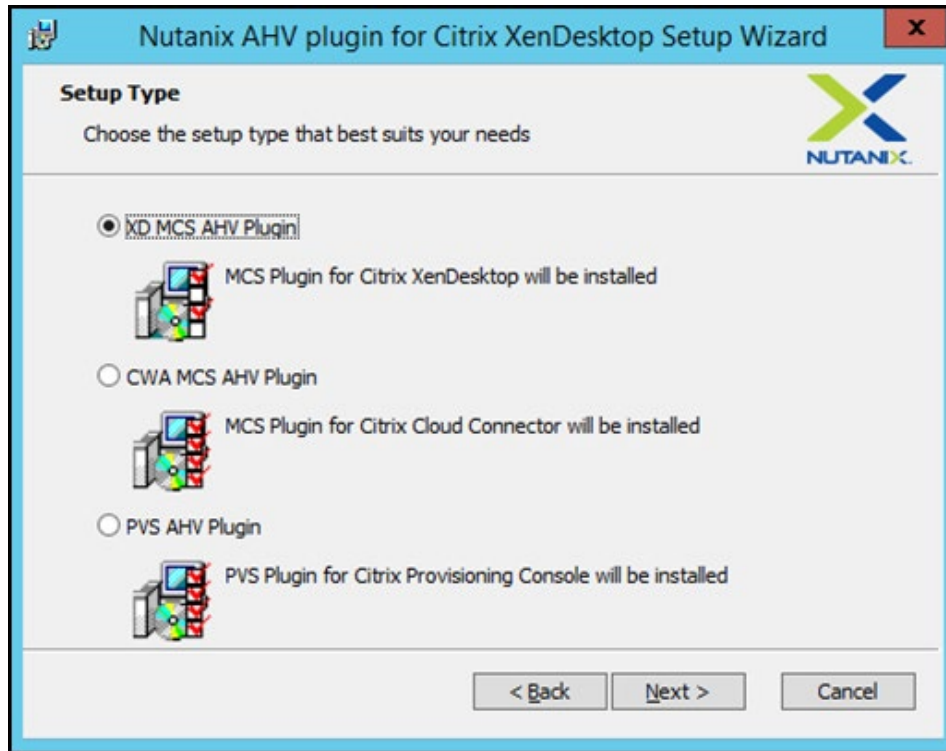 Nutanix AHV plugin for Citrix XenDesktop Setup Wizard
x
Setup Type
Choose the setup type that best suits your needs
NUTANIX.
XD MCS AHV Plugin
MCS Plugin for Citrix XenDesktop will be installed
CWA MCS AHV Plugin
MCS Plugin for Citrix Cloud Connector will be installed
PVS AHV Plugin
PVS Plugin for Citrix Provisioning Console will be installed
< Back Next > Cancel